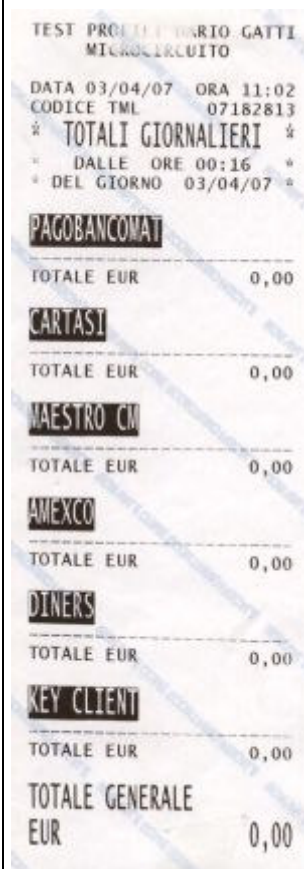 TEST DARIO GATTI
MICROCIRCUITO
DATA 03/04/07 ORA 11:02
CODICE TML 07182813
* TOTALI GIORNALIERI *
* DALLE ORE 00:16 *
* DEL GIORNO 03/04/07 *
PAGOBANCOMAT
TOTALE EUR 0,00
CARTASI
TOTALE EUR 0,00
MAESTRO CM
TOTALE EUR 0,00
AMEXCO
TOTALE EUR 0,00
DINERS
TOTALE EUR 0,00
KEY CLIENT
TOTALE EUR 0,00
TOTALE GENERALE
EUR 0,00